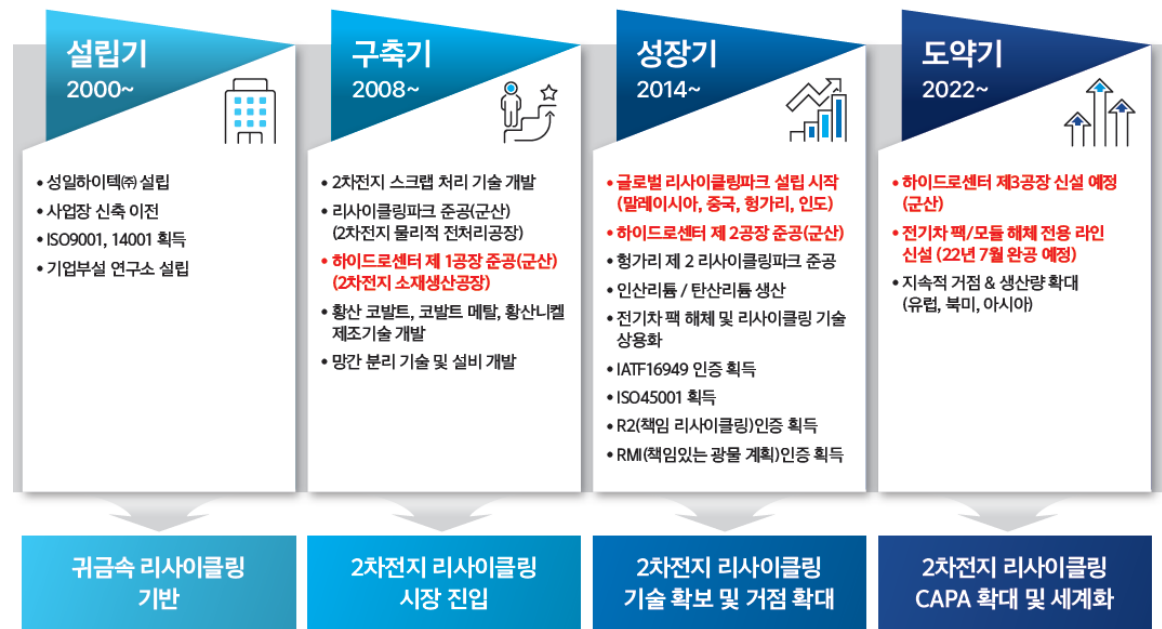 설립기
2000~
• 성일하이텍㈜ 설립
• 사업장 신축 이전
• ISO9001, 14001 획득
• 기업부설 연구소 설립
귀금속 리사이클링
기반
구축기
2008~
• 2차전지 스크랩 처리 기술 개발
• 리사이클링파크 준공(군산)
(2차전지 물리적 전처리공장)
• 하이드로센터 제 1공장 준공(군산)
(2차전지 소재생산공장)
• 황산 코발트, 코발트 메탈, 황산니켈
제조기술 개발
• 망간 분리 기술 및 설비 개발
2차전지 리사이클링
시장 진입
성장기
2014~
• 글로벌 리사이클링파크 설립 시작
(말레이시아, 중국, 헝가리, 인도)
• 하이드로센터 제 2공장 준공(군산)
• 헝가리 제 2 리사이클링파크 준공
• 인산리튬 / 탄산리튬 생산
• 전기차 팩 해체 및 리사이클링 기술
상용화
• IATF16949 인증 획득
• ISO45001 획득
• R2(책임 리사이클링)인증 획득
• RMI(책임있는 광물 계획)인증 획득
2차전지 리사이클링
기술 확보 및 거점 확대
도약기
2022~
• 하이드로센터 제3공장 신설 예정
(군산)
• 전기차 팩/모듈 해체 전용 라인
신설 (22년 7월 완공 예정)
• 지속적 거점 & 생산량 확대
(유럽, 북미, 아시아)
2차전지 리사이클링
CAPA 확대 및 세계화